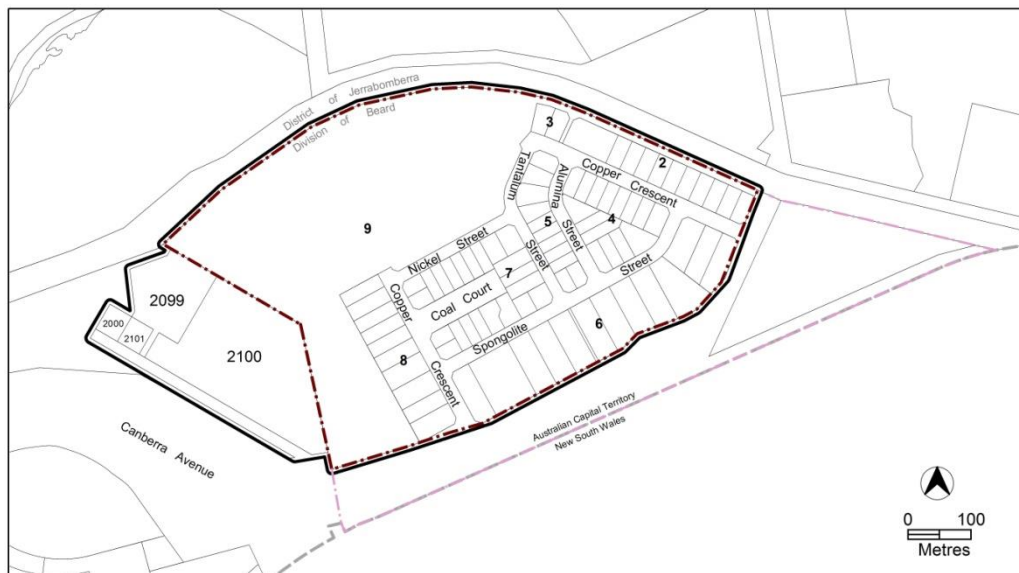 District of Jerrabomberra
Division of Beard
3
2
Tantalum
Alumina
Copper Crescent
9
5
4
Street
Nickel Street
Street
7
Street
Copper
Coal Court
2099
2000
2101
2100
Spongolite
6
8
Crescent
Australian Capital Territory
New South Wales
Canberra Avenue
0 100
Metres